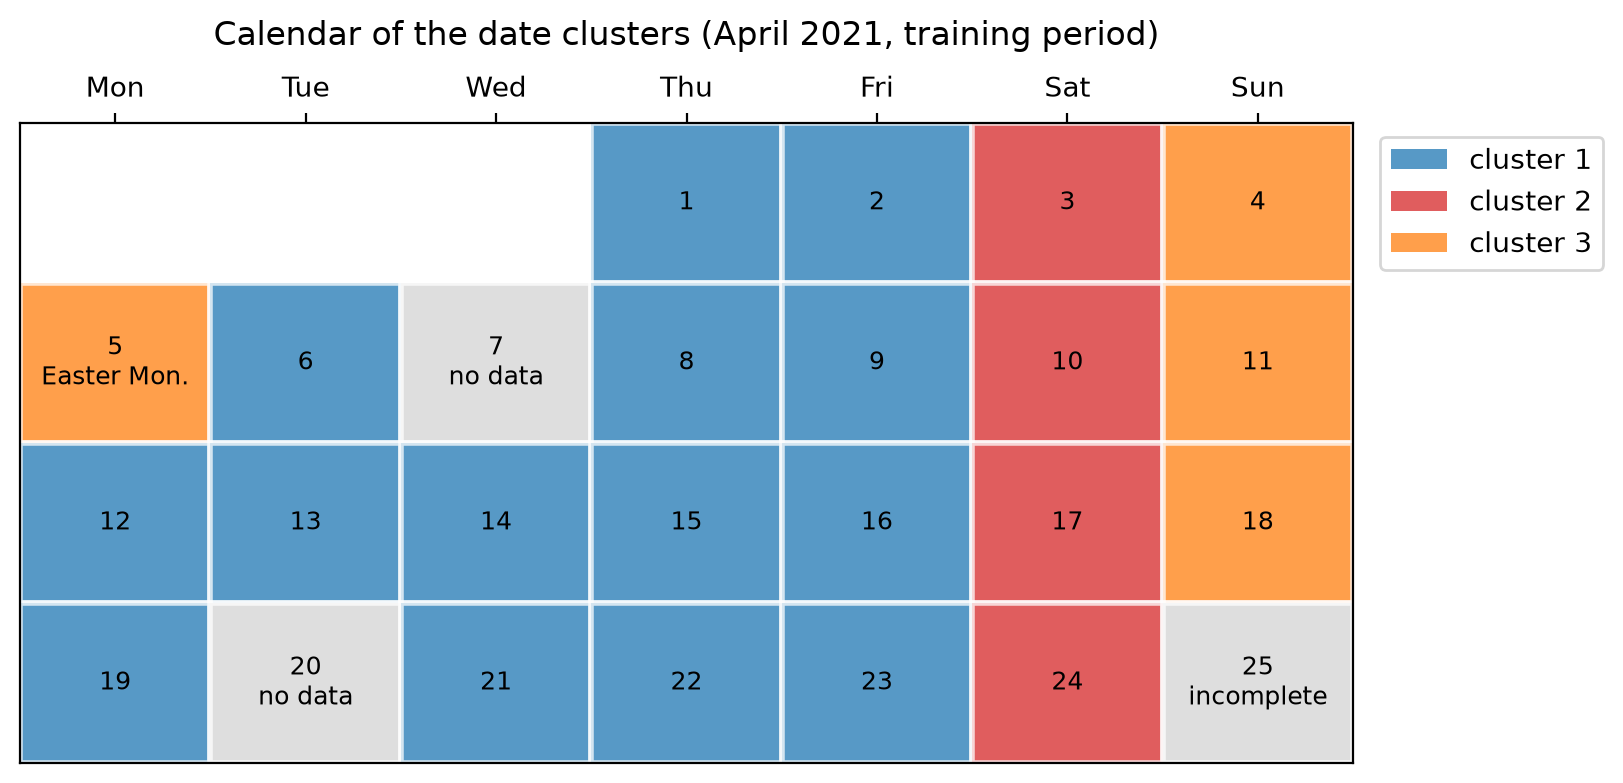 Calendar of the date clusters (April 2021, training period)
Mon Tue Wed Thu Fri Sat Sun
1 2 3 4
5 6 7 8 9 10 11
Easter Mon. no data
12 13 14 15 16 17 18
19 20 21 22 23 24 25
no data incomplete
cluster 1
cluster 2
cluster 3